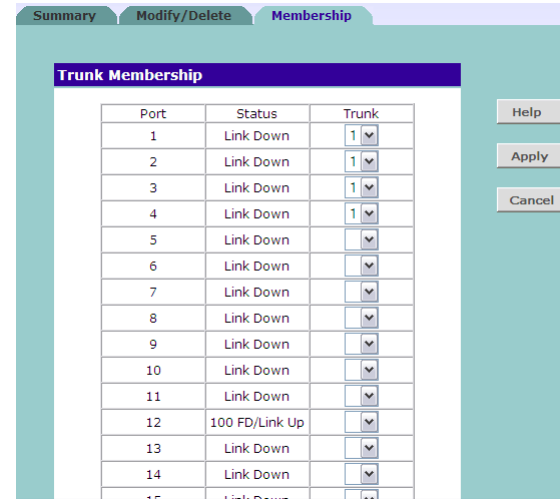 Summary Modify/Delete Membership
Trunk Membership
Port Status Trunk
1 Link Down 1
2 Link Down 1
3 Link Down 1
4 Link Down 1
5 Link Down
6 Link Down
7 Link Down
8 Link Down
9 Link Down
10 Link Down
11 Link Down
12 100 FD/Link Up
13 Link Down
14 Link Down
15 Link Down
Help
Apply
Cancel